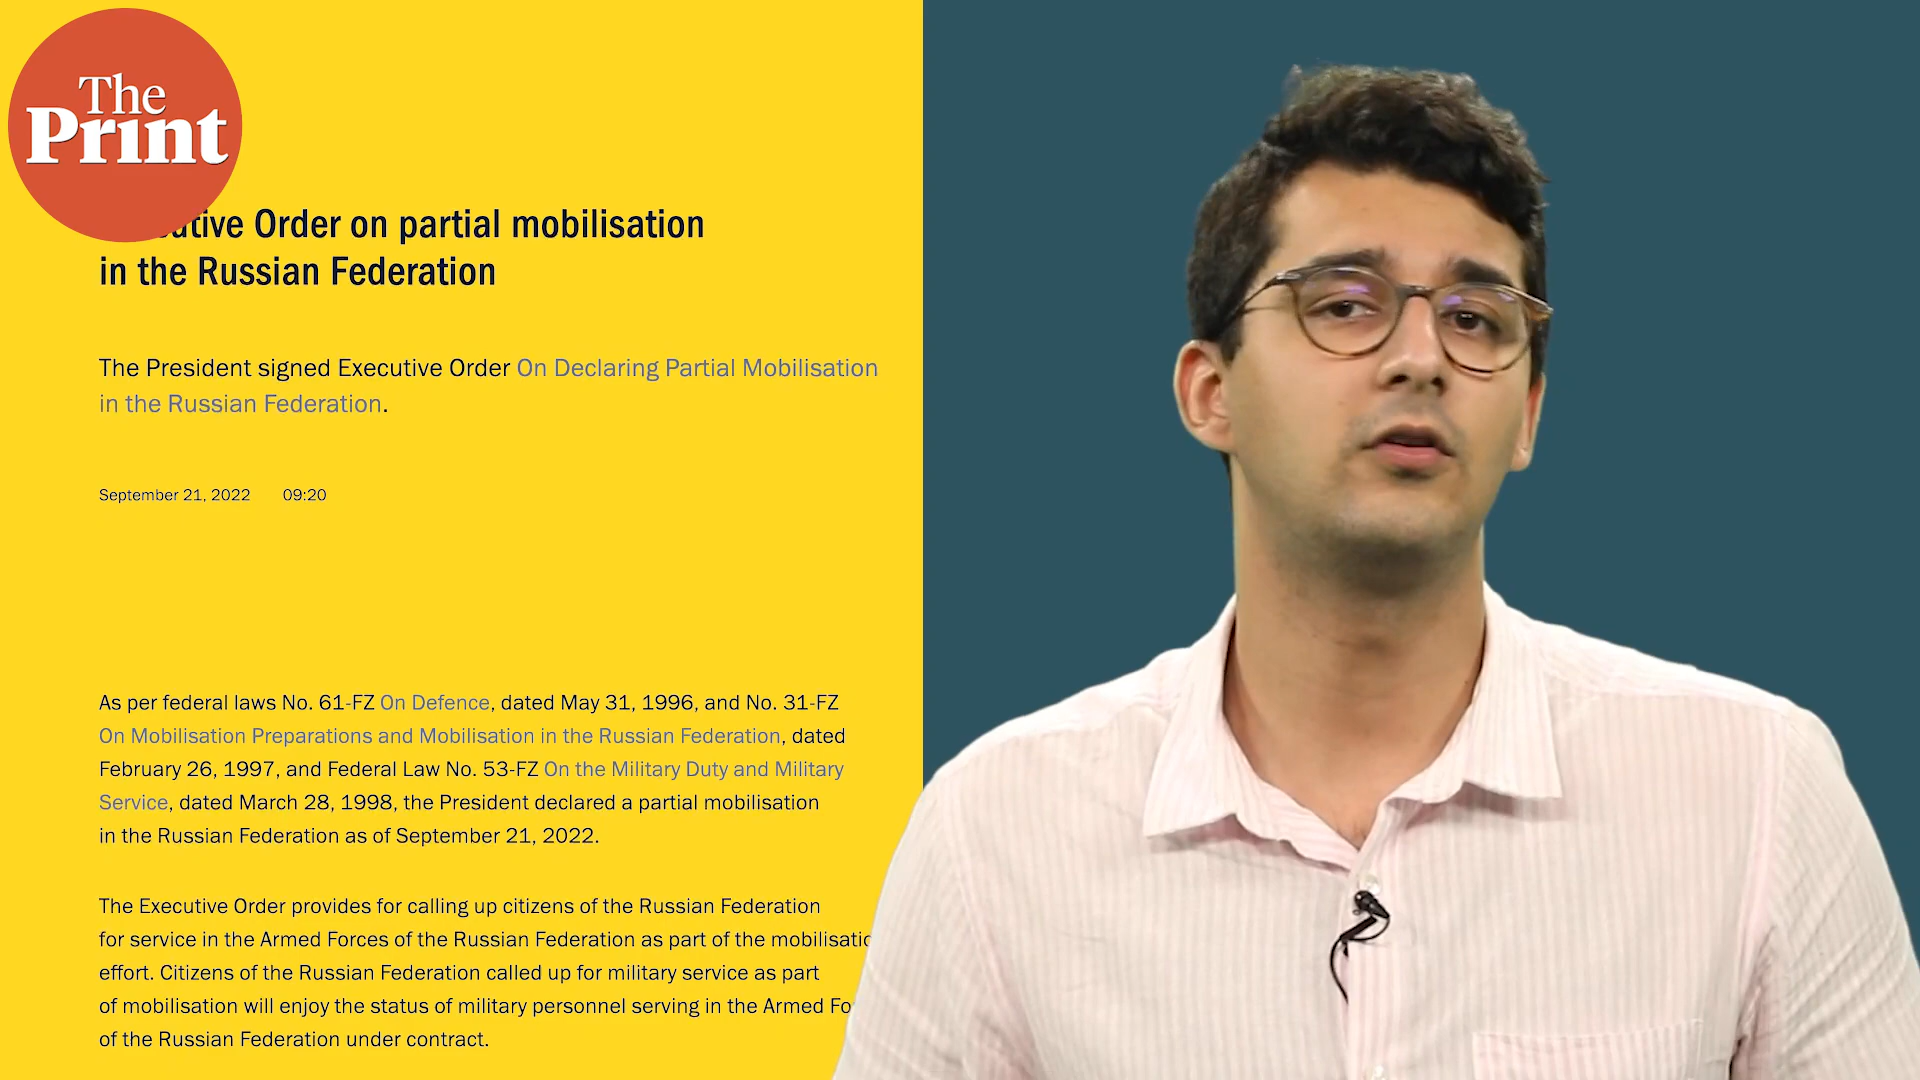 The
Print
utive Order on partial mobilisation
in the Russian Federation
The President signed Executive Order On Declaring Partial Mobilisation
in the Russian Federation.
September 21, 2022 09:20
As per federal laws No. 61-FZ On Defence, dated May 31, 1996, and No. 31-FZ
On Mobilisation Preparations and Mobilisation in the Russian Federation, dated
February 26, 1997, and Federal Law No. 53-FZ On the Military Duty and Military
Service, dated March 28, 1998, the President declared a partial mobilisation
in the Russian Federation as of September 21, 2022.
The Executive Order provides for calling up citizens of the Russian Federation
for service in the Armed Forces of the Russian Federation as part of the mobilisatio
effort. Citizens of the Russian Federation called up for military service as part
of mobilisation will enjoy the status of military personnel serving in the Armed Fo
of the Russian Federation under contract.